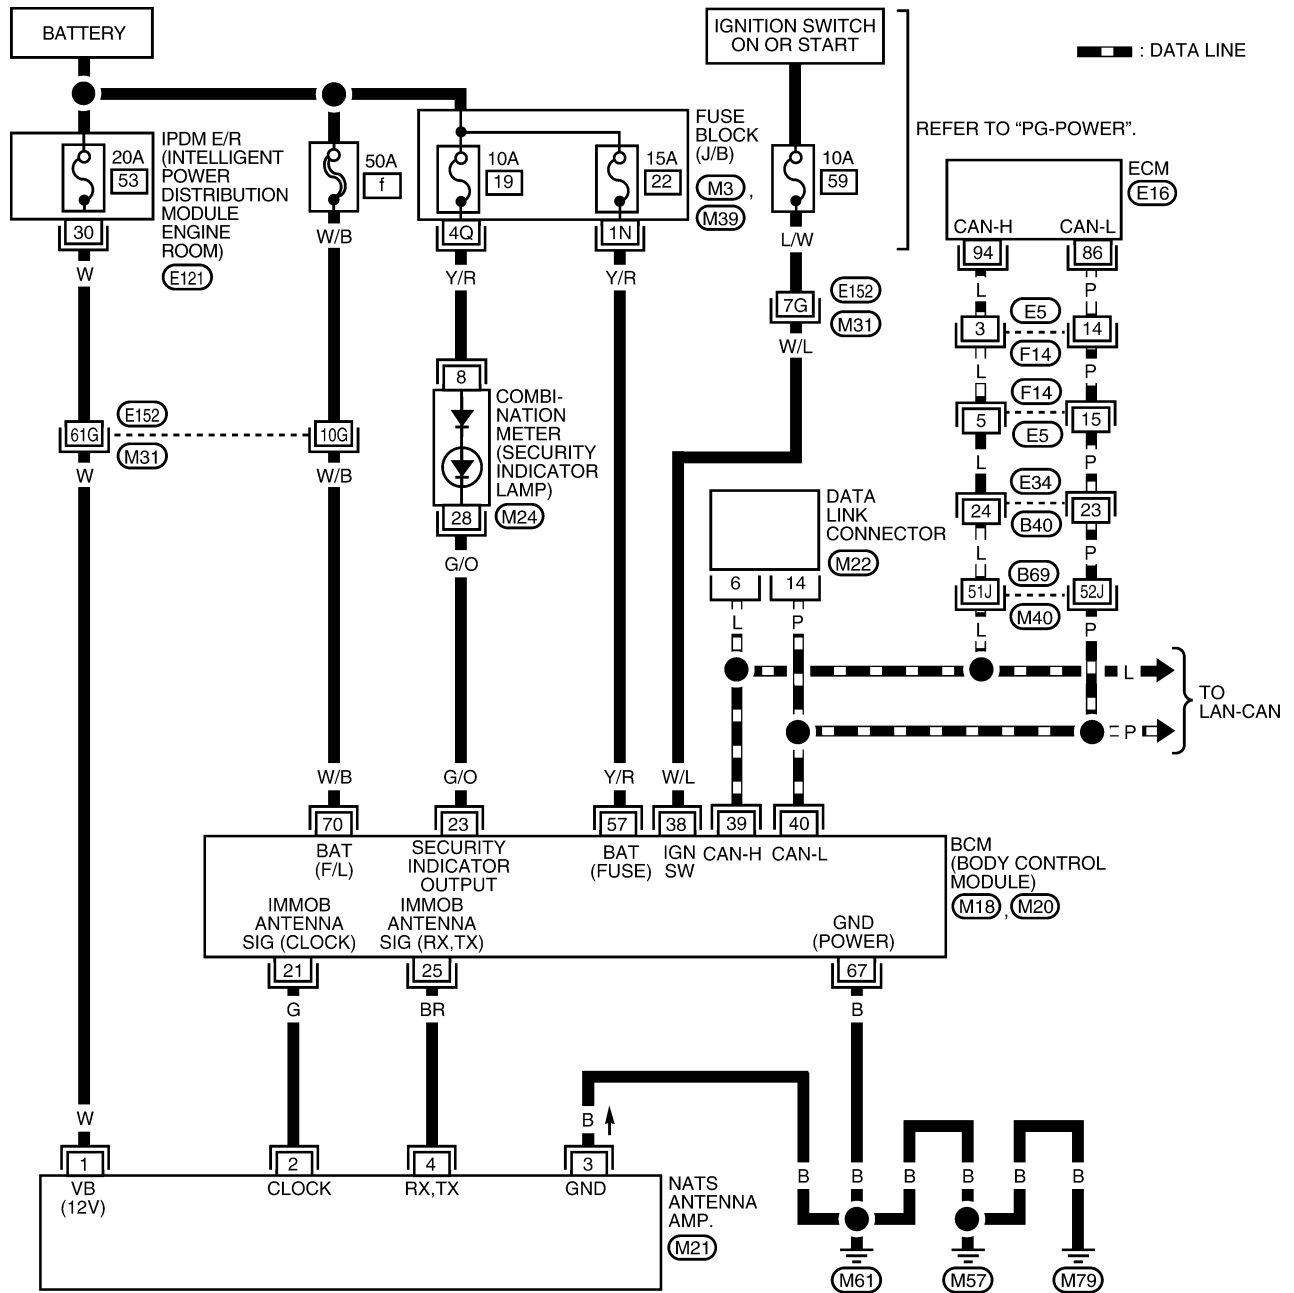 BATTERY
IGNITION SWITCH
ON OR START
: DATA LINE
REFER TO “PG-POWER”.
20A
53
IPDM E/R
(INTELLIGENT
POWER
DISTRIBUTION
MODULE
ENGINE
ROOM)
E121
50A
f
10A
19
15A
22
FUSE
BLOCK
(J/B)
M3 ,
M39
10A
59
ECM
E16
CAN-H
CAN-L
30
W/B
4Q
1N
L/W
94
86
W
Y/R
Y/R
7G
E152
M31
W/L
L
P
3
E5
F14
14
L
P
5
F14
E5
15
L
P
24
E34
B40
23
L
P
51J
B69
M40
52J
L
P
8
COMBI-
NATION
METER
(SECURITY
INDICATOR
LAMP)
M24
28
G/O
61G
E152
M31
10G
W
W/B
DATA
LINK
CONNECTOR
M22
6
14
L
P
L
P
TO
LAN-CAN
W/B
G/O
Y/R
W/L
70
23
57
38
39
40
BAT
(F/L)
SECURITY
INDICATOR
OUTPUT
BAT
(FUSE)
IGN
SW
CAN-H
CAN-L
BCM
(BODY CONTROL
MODULE)
M18 , M20
IMMOB
ANTENNA
SIG (CLOCK)
IMMOB
ANTENNA
SIG (RX,TX)
GND
(POWER)
21
25
67
G
BR
B
W
B
B
B
B
B
B
B
1
2
4
3
VB
(12V)
CLOCK
RX,TX
GND
NATS
ANTENNA
AMP.
M21
M61
M57
M79